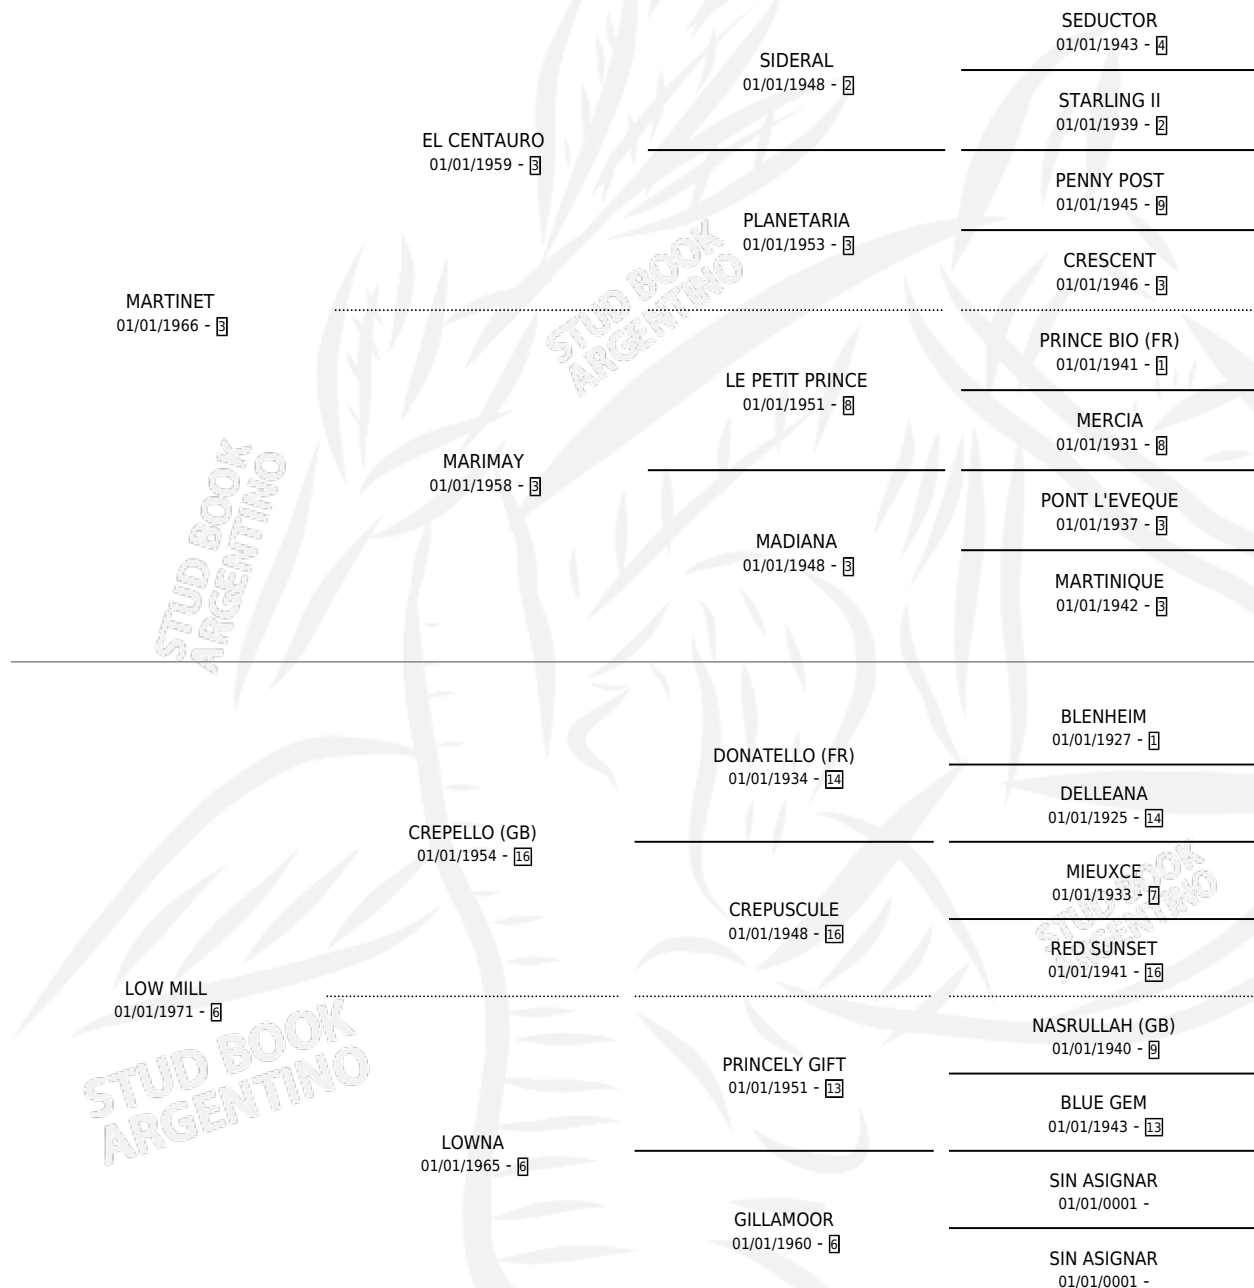 SEDUCTOR
01/01/1943 - 4
SIDERAL
01/01/1948 - 2
STARLING II
01/01/1939 - 2
EL CENTAURO
01/01/1959 - 3
PENNY POST
01/01/1945 - 9
PLANETARIA
01/01/1953 - 3
CRESCENT
01/01/1946 - 3
MARTINET
01/01/1966 - 3
PRINCE BIO (FR)
01/01/1941 - 1
LE PETIT PRINCE
01/01/1951 - 8
MERCIA
01/01/1931 - 8
MARIMAY
01/01/1958 - 3
PONT L'EVEQUE
01/01/1937 - 3
MADIANA
01/01/1948 - 3
MARTINIQUE
01/01/1942 - 3
BLENHEIM
01/01/1927 - 1
DONATELLO (FR)
01/01/1934 - 14
DELLEANA
01/01/1925 - 14
CREPELLO (GB)
01/01/1954 - 16
MIEUXCE
01/01/1933 - 7
CREPUSCULE
01/01/1948 - 16
RED SUNSET
01/01/1941 - 16
LOW MILL
01/01/1971 - 6
NASRULLAH (GB)
01/01/1940 - 9
PRINCELY GIFT
01/01/1951 - 13
BLUE GEM
01/01/1943 - 13
LOWNA
01/01/1965 - 6
SIN ASIGNAR
01/01/0001 -
GILLAMOOR
01/01/1960 - 6
SIN ASIGNAR
01/01/0001 -
STUD BOOK
ARGENTINO
STUD BOOK
ARGENTINO
STUD BOOK
ARGENTINO
STUD BOOK
ARGENTINO